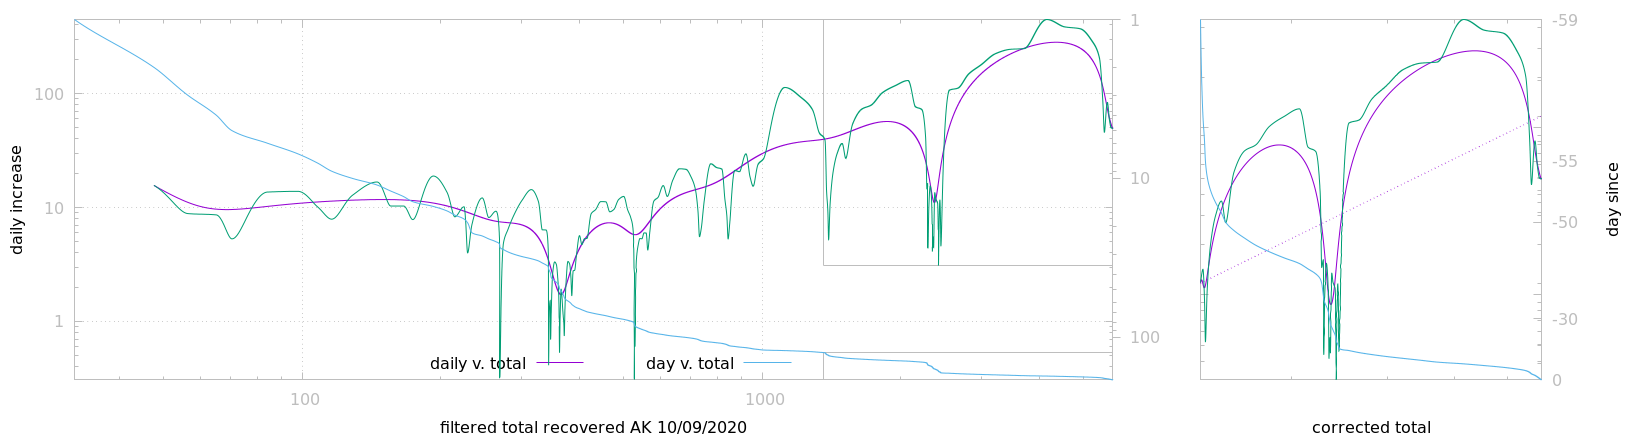 daily increase
100
10
1
daily v. total
day v. total
100
1000
filtered total recovered AK 10/09/2020
1
10
100
-59
-55
-50
-30
0
day since
corrected total